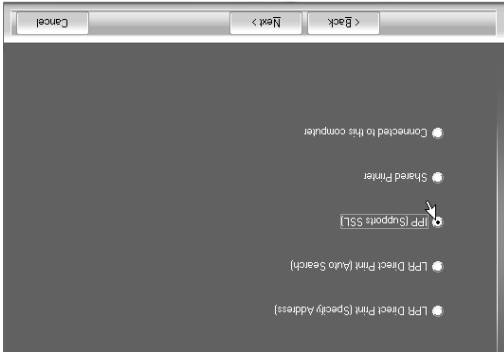 LPR Direct Print (Specify Address)
LPR Direct Print (Auto Search)
IPP (Supports SSL)
Shared Printer
Connected to this computer
< Back
Next >
Cancel